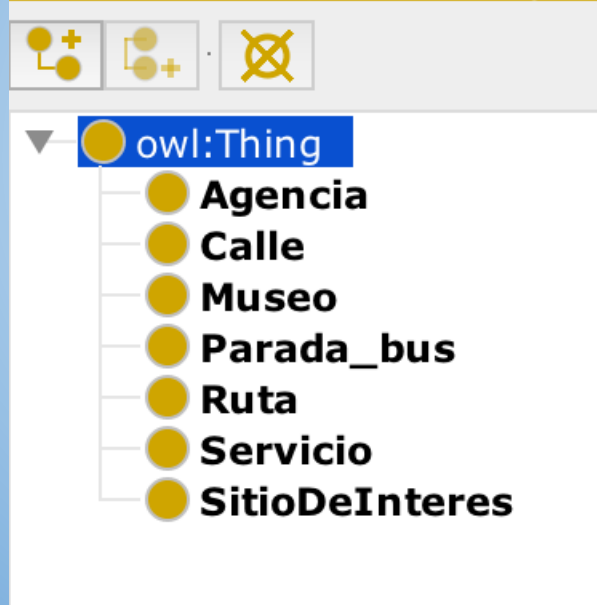 owl:Thing
Agencia
Calle
Museo
Parada_bus
Ruta
Servicio
SitioDeInteres